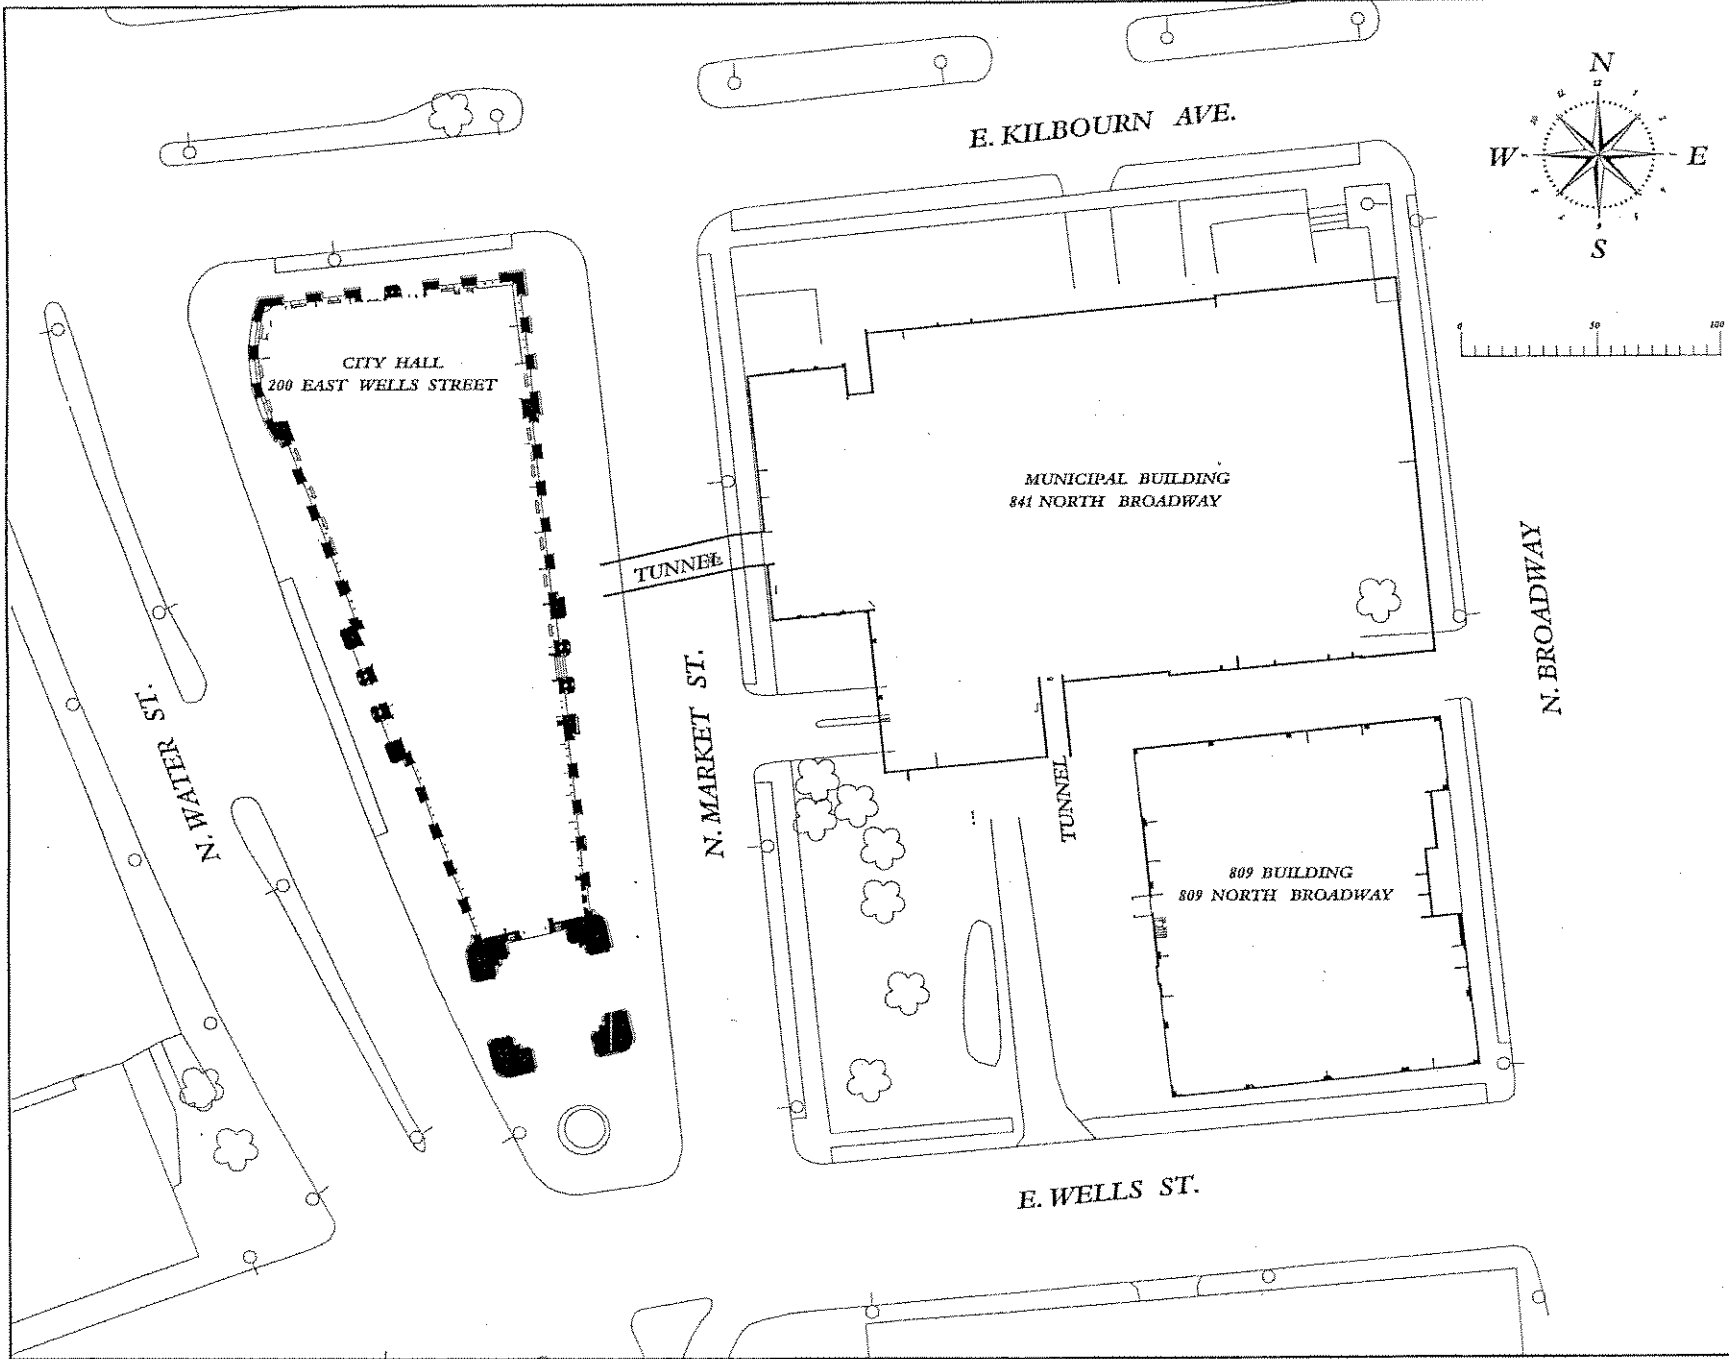 E. KILBOURN AVE.
N
W
E
S
0 50 100
CITY HALL
200 EAST WELLS STREET
MUNICIPAL BUILDING
841 NORTH BROADWAY
TUNNEL
N. BROADWAY
N. WATER ST.
N. MARKET ST.
TUNNEL
809 BUILDING
809 NORTH BROADWAY
E. WELLS ST.